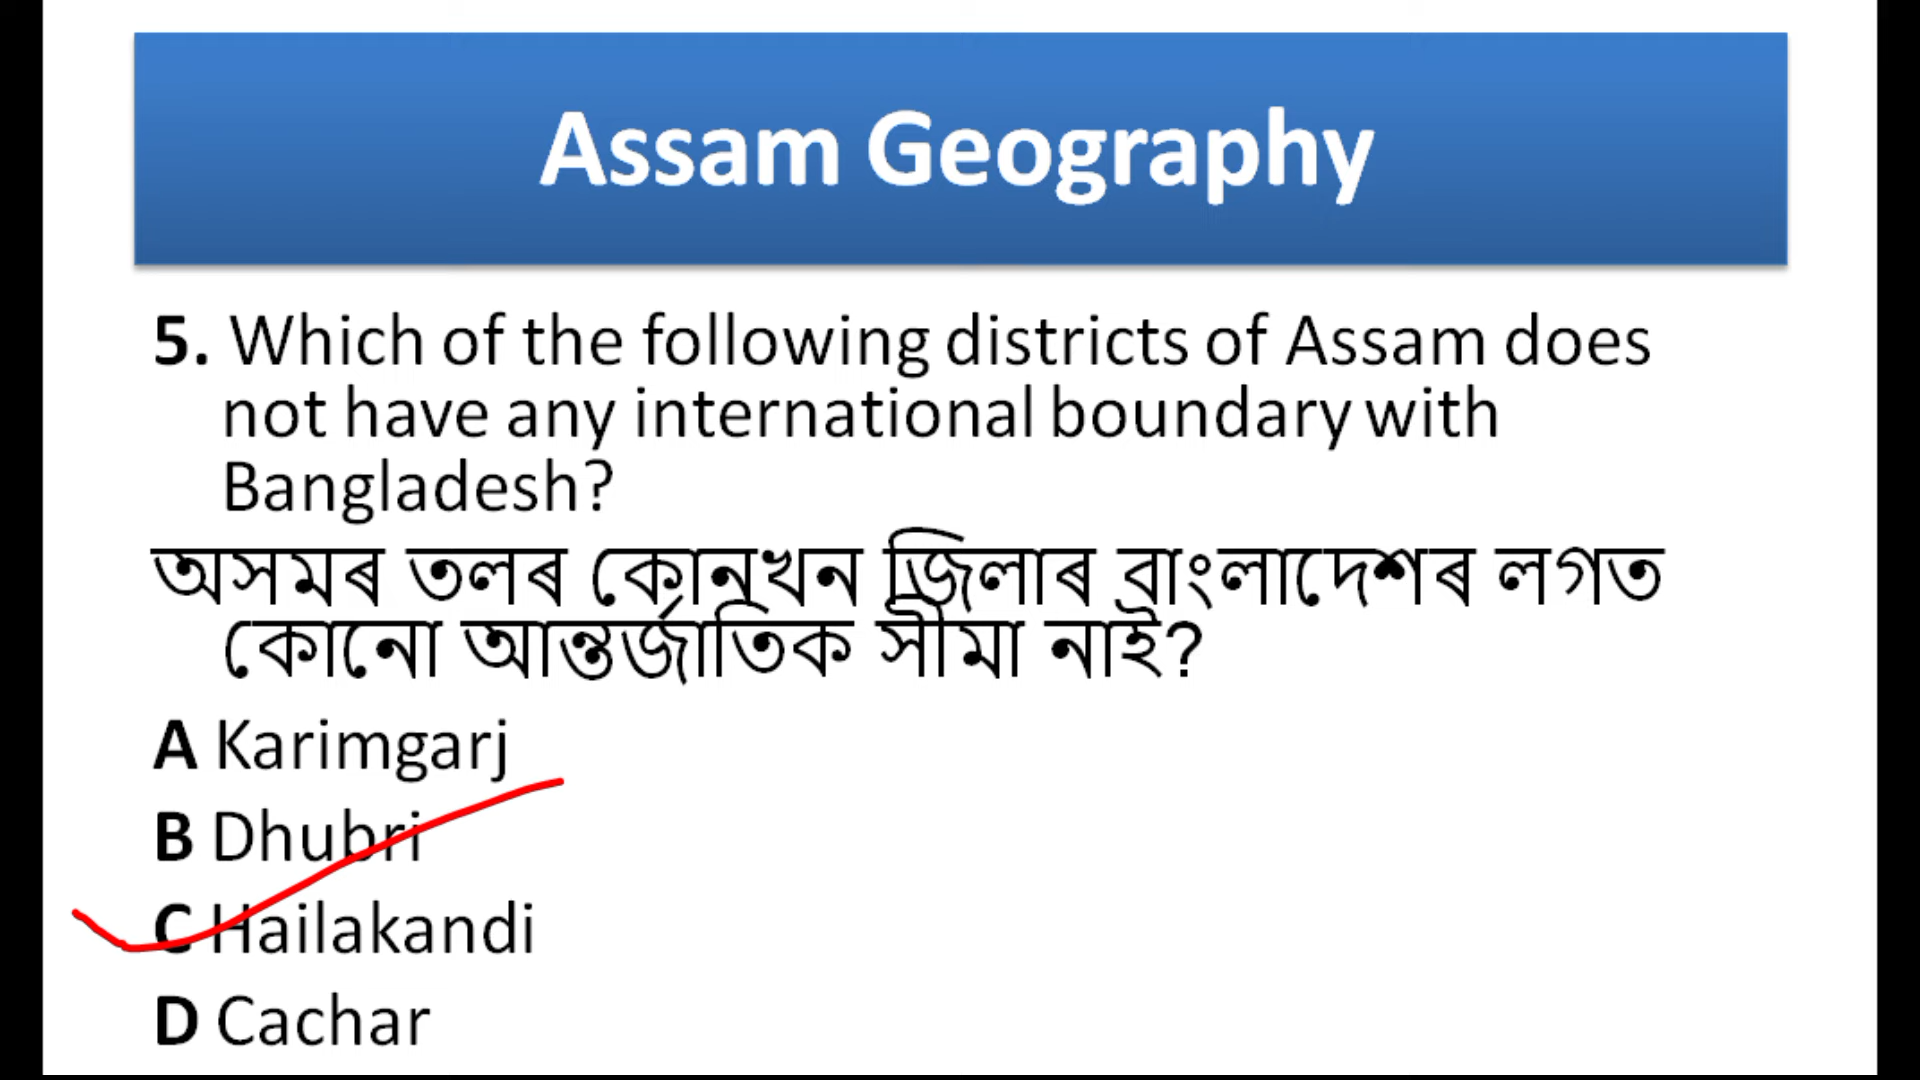 Assam Geography
5. Which of the following districts of Assam does
not have any international boundary with
Bangladesh?
অসমৰ তলৰ কোনখন জিলাৰ বাংলাদেশৰ লগত
কোনো আন্তৰ্জাতিক সীমা নাই?
A Karimgarj
B Dhubri
C Hailakandi
D Cachar